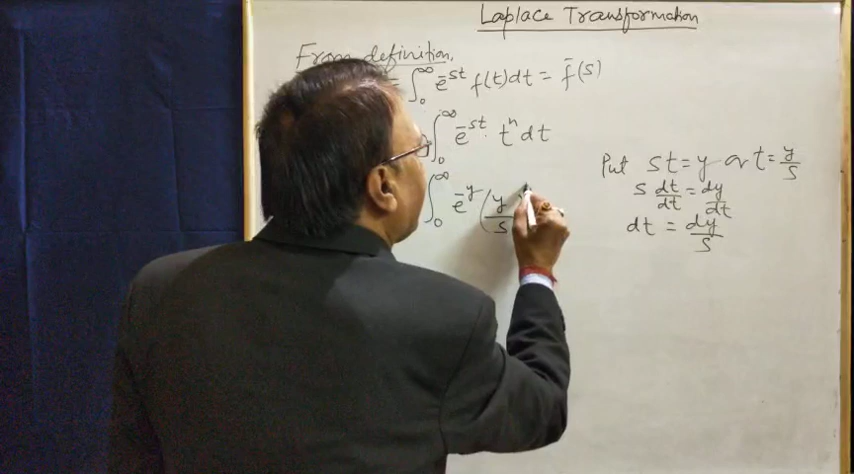 Laplace Transformation
From definition,
= ∫₀^∞ e^{-st} f(t) dt = f̄(s)
∫₀^∞ e^{-st} · tⁿ dt
Put st = y or t = y/s
s dt/dt = dy/dt
∫₀^∞ e^{-y} (y/s
dt = dy/s